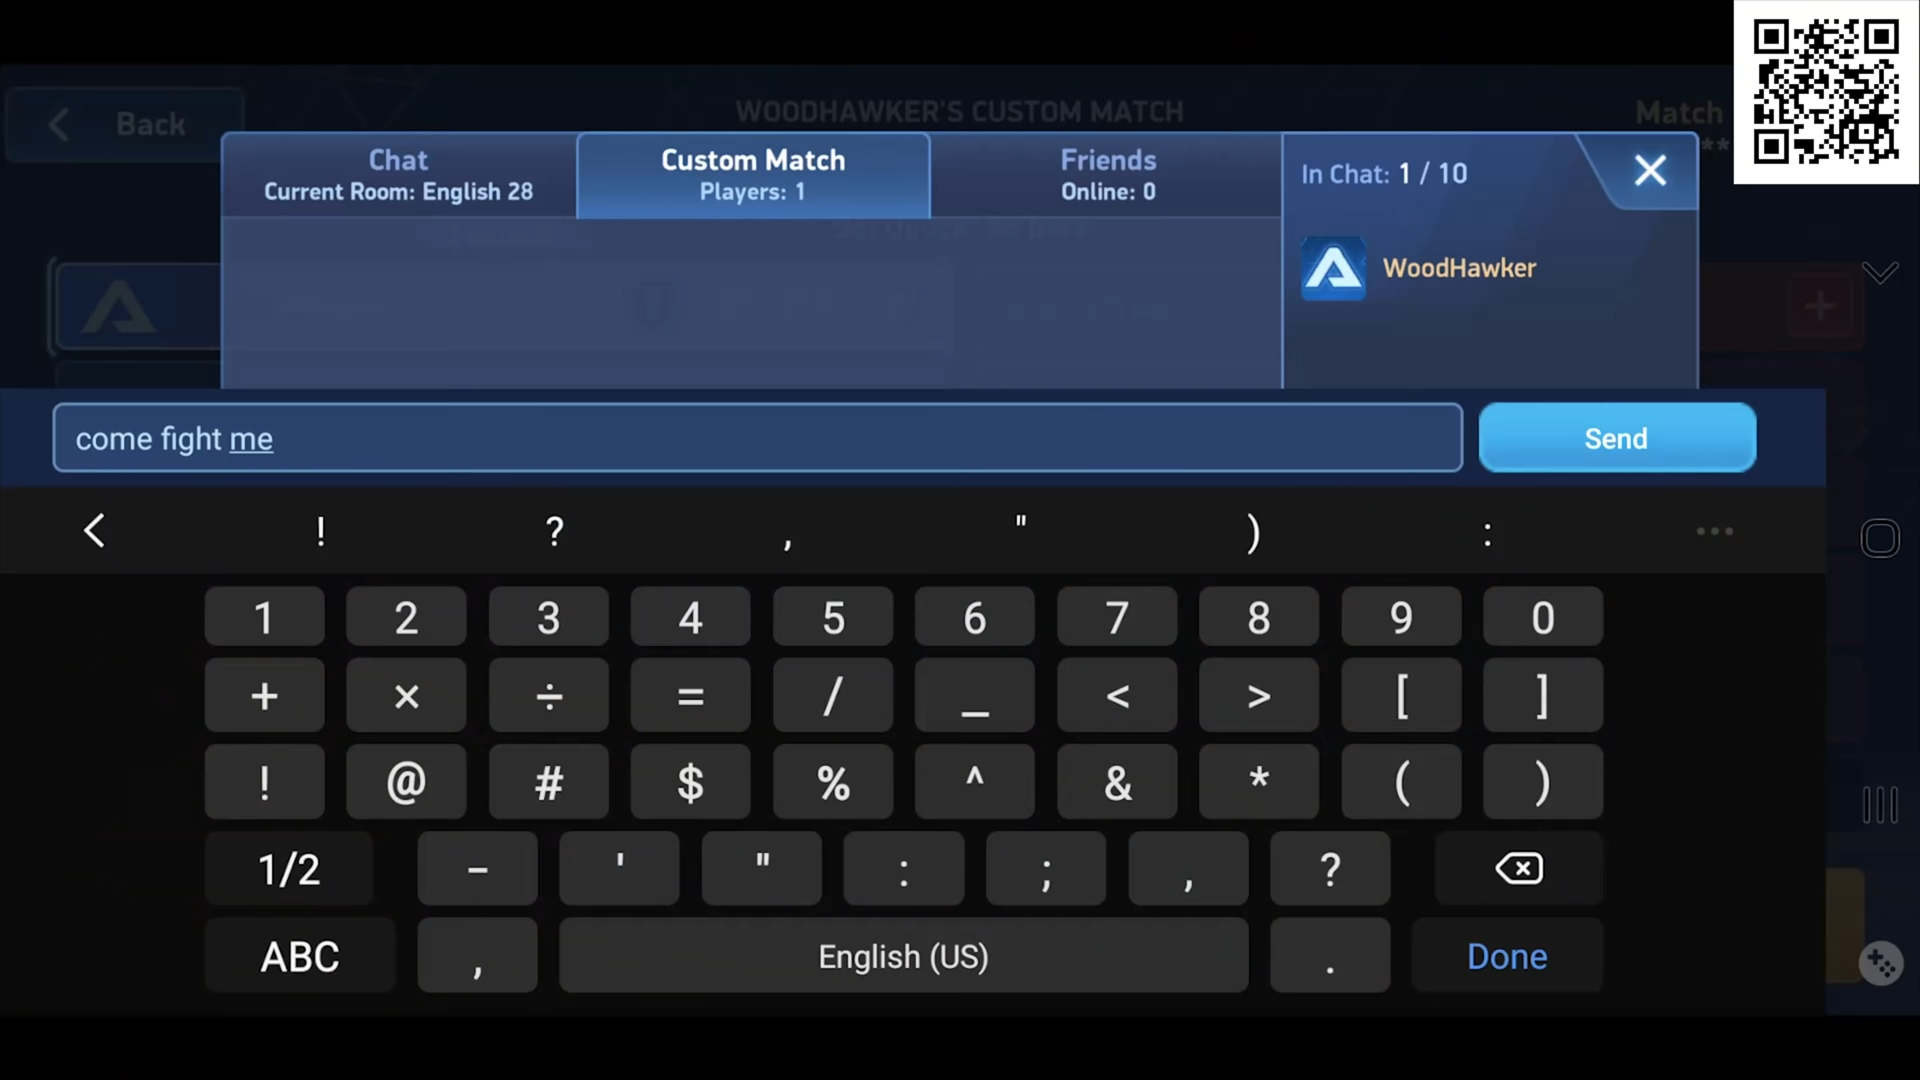 Back
WOODHAWKER'S CUSTOM MATCH
Match
**
Chat
Current Room: English 28
Custom Match
Players: 1
Friends
Online: 0
In Chat: 1 / 10
WoodHawker
come fight me
Send
! ? , " ) : ...
1 2 3 4 5 6 7 8 9 0
+ × ÷ = / _ < > [ ]
! @ # $ % ^ & * ( )
1/2 - ' " : ; , ?
ABC , English (US) . Done